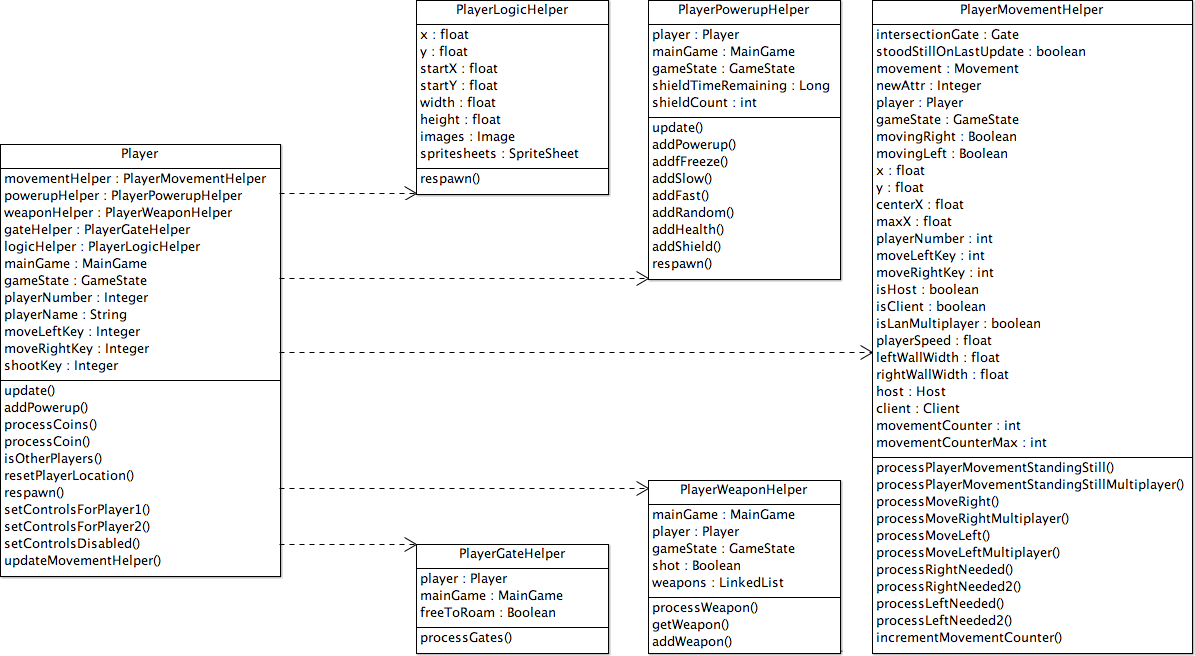 Player
movementHelper : PlayerMovementHelper
powerupHelper : PlayerPowerupHelper
weaponHelper : PlayerWeaponHelper
gateHelper : PlayerGateHelper
logicHelper : PlayerLogicHelper
mainGame : MainGame
gameState : GameState
playerNumber : Integer
playerName : String
moveLeftKey : Integer
moveRightKey : Integer
shootKey : Integer
update()
addPowerup()
processCoins()
processCoin()
isOtherPlayers()
resetPlayerLocation()
respawn()
setControlsForPlayer1()
setControlsForPlayer2()
setControlsDisabled()
updateMovementHelper()
PlayerLogicHelper
x : float
y : float
startX : float
startY : float
width : float
height : float
images : Image
spritesheets : SpriteSheet
respawn()
PlayerPowerupHelper
player : Player
mainGame : MainGame
gameState : GameState
shieldTimeRemaining : Long
shieldCount : int
update()
addPowerup()
addfFreeze()
addSlow()
addFast()
addRandom()
addHealth()
addShield()
respawn()
PlayerMovementHelper
intersectionGate : Gate
stoodStillOnLastUpdate : boolean
movement : Movement
newAttr : Integer
player : Player
gameState : GameState
movingRight : Boolean
movingLeft : Boolean
x : float
y : float
centerX : float
maxX : float
playerNumber : int
moveLeftKey : int
moveRightKey : int
isHost : boolean
isClient : boolean
isLanMultiplayer : boolean
playerSpeed : float
leftWallWidth : float
rightWallWidth : float
host : Host
client : Client
movementCounter : int
movementCounterMax : int
processPlayerMovementStandingStill()
processPlayerMovementStandingStillMultiplayer()
processMoveRight()
processMoveRightMultiplayer()
processMoveLeft()
processMoveLeftMultiplayer()
processRightNeeded()
processRightNeeded2()
processLeftNeeded()
processLeftNeeded2()
incrementMovementCounter()
PlayerGateHelper
player : Player
mainGame : MainGame
freeToRoam : Boolean
processGates()
PlayerWeaponHelper
mainGame : MainGame
player : Player
gameState : GameState
shot : Boolean
weapons : LinkedList
processWeapon()
getWeapon()
addWeapon()